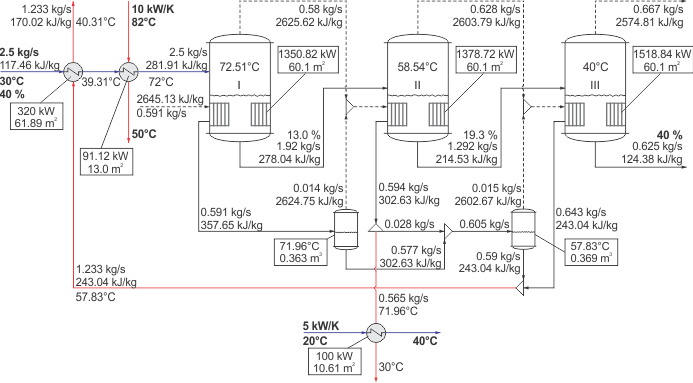 1.233 kg/s
170.02 kJ/kg
40.31°C
10 kW/K
82°C
2.5 kg/s
117.46 kJ/kg
30°C
40 %
39.31°C
2.5 kg/s
281.91 kJ/kg
72°C
320 kW
61.89 m²
2645.13 kJ/kg
0.591 kg/s
91.12 kW
13.0 m²
50°C
0.58 kg/s
2625.62 kJ/kg
72.51°C
I
1350.82 kW
60.1 m²
13.0 %
1.92 kg/s
278.04 kJ/kg
0.628 kg/s
2603.79 kJ/kg
58.54°C
II
1378.72 kW
60.1 m²
19.3 %
1.292 kg/s
214.53 kJ/kg
0.667 kg/s
2574.81 kJ/kg
40°C
III
1518.84 kW
60.1 m²
40 %
0.625 kg/s
124.38 kJ/kg
0.591 kg/s
357.65 kJ/kg
0.014 kg/s
2624.75 kJ/kg
71.96°C
0.363 m³
0.594 kg/s
302.63 kJ/kg
0.028 kg/s
0.577 kg/s
302.63 kJ/kg
0.605 kg/s
0.015 kg/s
2602.67 kJ/kg
57.83°C
0.369 m³
0.59 kg/s
243.04 kJ/kg
0.643 kg/s
243.04 kJ/kg
1.233 kg/s
243.04 kJ/kg
57.83°C
0.565 kg/s
71.96°C
5 kW/K
20°C
40°C
100 kW
10.61 m²
30°C